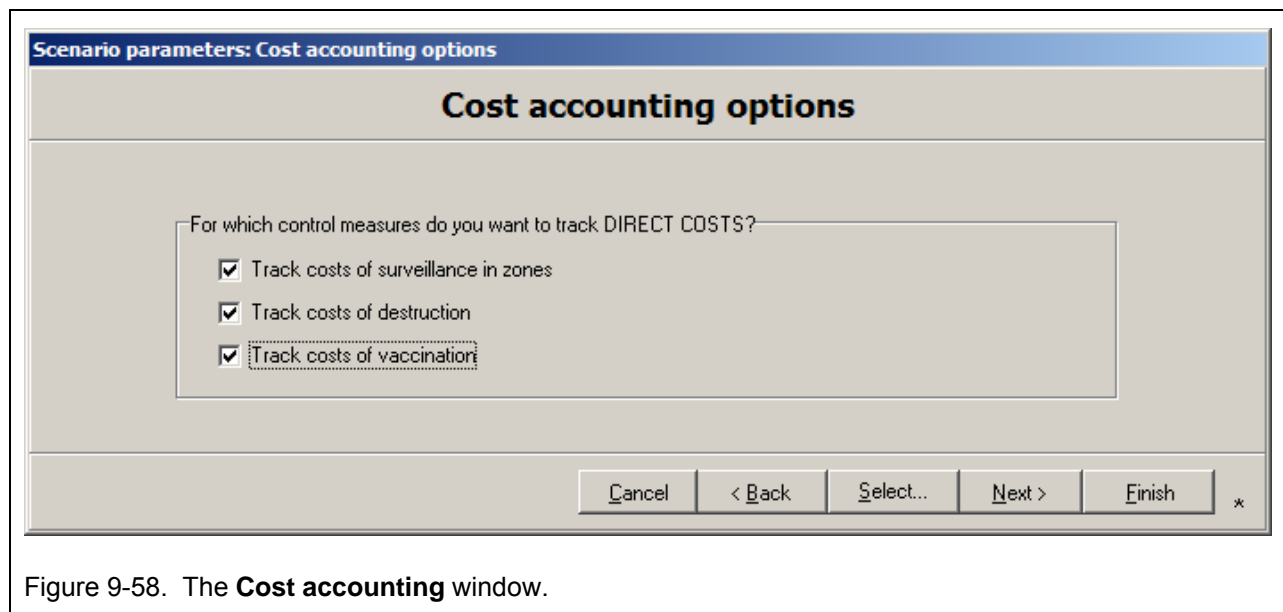 Scenario parameters: Cost accounting options
Cost accounting options
For which control measures do you want to track DIRECT COSTS?
Track costs of surveillance in zones
Track costs of destruction
Track costs of vaccination
Cancel
< Back
Select...
Next >
Finish
*
Figure 9-58. The Cost accounting window.